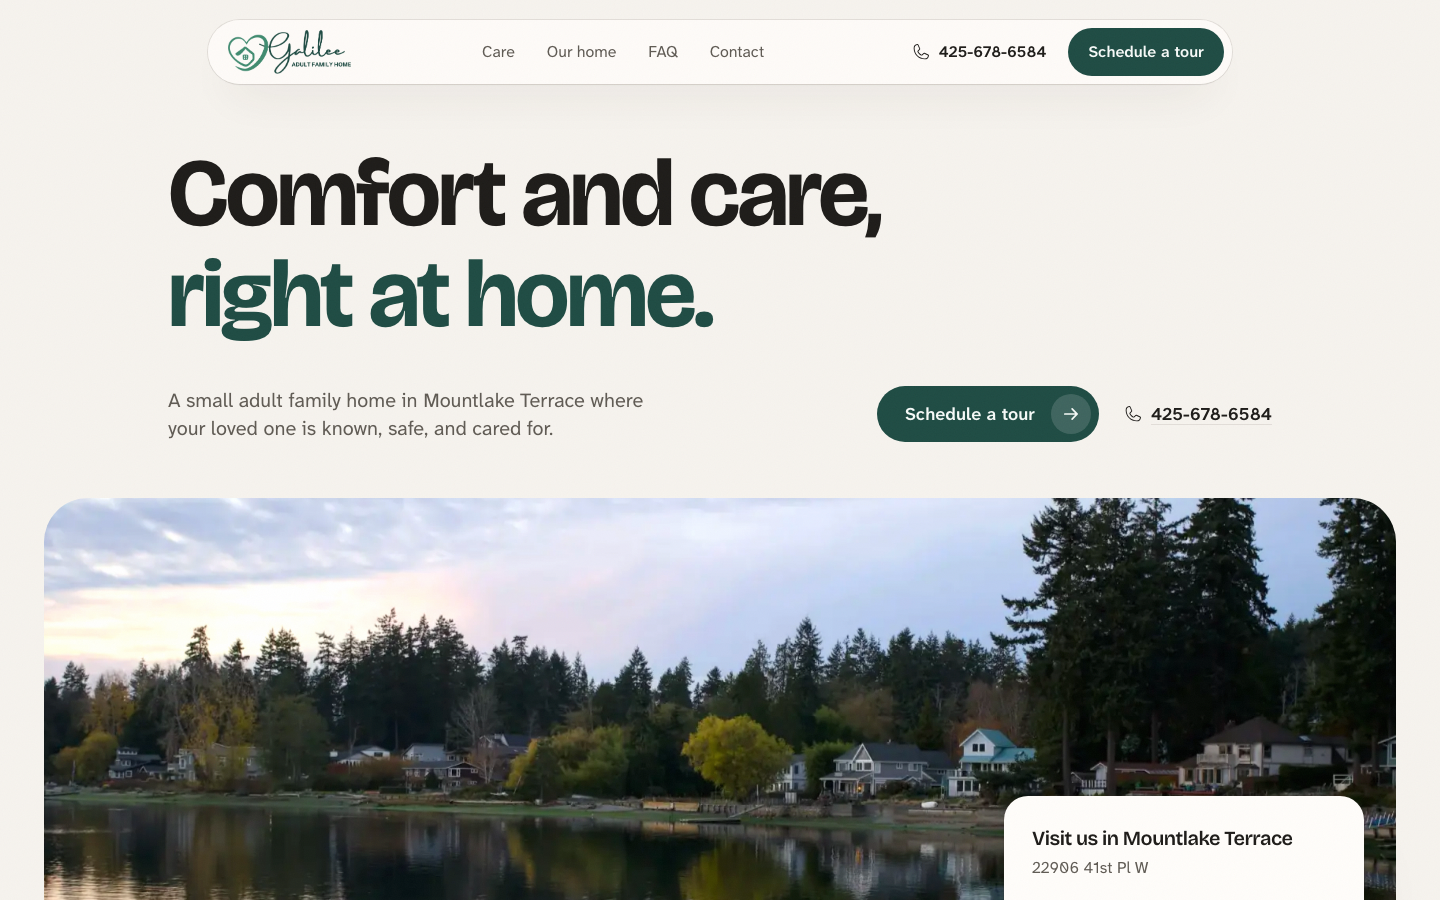 Galilee
ADULT FAMILY HOME
Care
Our home
FAQ
Contact
425-678-6584
Schedule a tour
Comfort and care,
right at home.
A small adult family home in Mountlake Terrace where
your loved one is known, safe, and cared for.
Schedule a tour
425-678-6584
Visit us in Mountlake Terrace
22906 41st Pl W